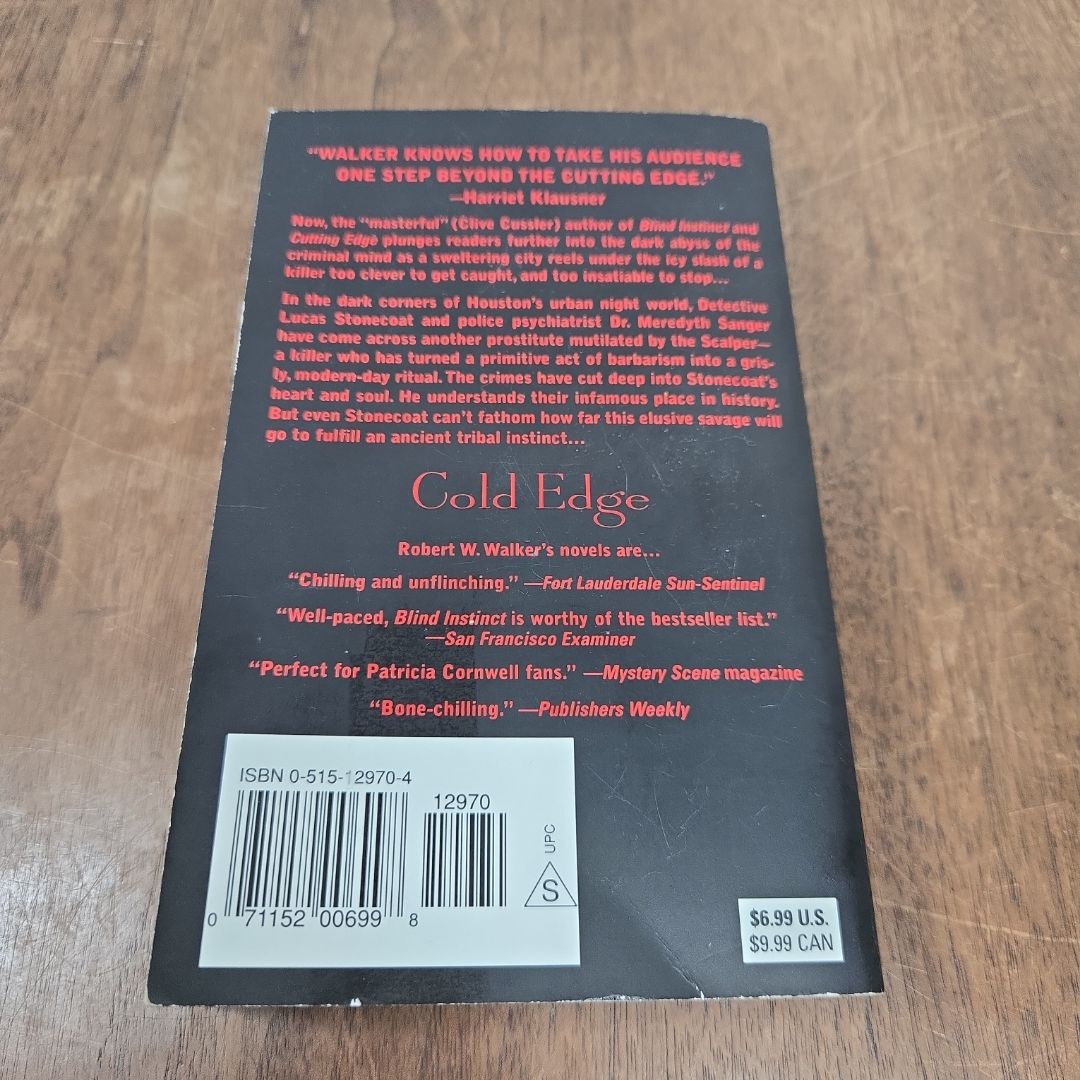 "WALKER KNOWS HOW TO TAKE HIS AUDIENCE
ONE STEP BEYOND THE CUTTING EDGE."
—Harriet Klausner
Now, the "masterful" (Clive Cussler) author of Blind Instinct and
Cutting Edge plunges readers further into the dark abyss of the
criminal mind as a sweltering city reels under the icy slash of a
killer too clever to get caught, and too insatiable to stop...
In the dark corners of Houston's urban night world, Detective
Lucas Stonecoat and police psychiatrist Dr. Meredyth Sanger
have come across another prostitute mutilated by the Scalper—
a killer who has turned a primitive act of barbarism into a gris-
ly, modern-day ritual. The crimes have cut deep into Stonecoat's
heart and soul. He understands their infamous place in history.
But even Stonecoat can't fathom how far this elusive savage will
go to fulfill an ancient tribal instinct...
Cold Edge
Robert W. Walker's novels are...
"Chilling and unflinching." —Fort Lauderdale Sun-Sentinel
"Well-paced, Blind Instinct is worthy of the bestseller list."
—San Francisco Examiner
"Perfect for Patricia Cornwell fans." —Mystery Scene magazine
"Bone-chilling." —Publishers Weekly
ISBN 0-515-12970-4
12970
UPC
S
0 71152 00699 8
$6.99 U.S.
$9.99 CAN